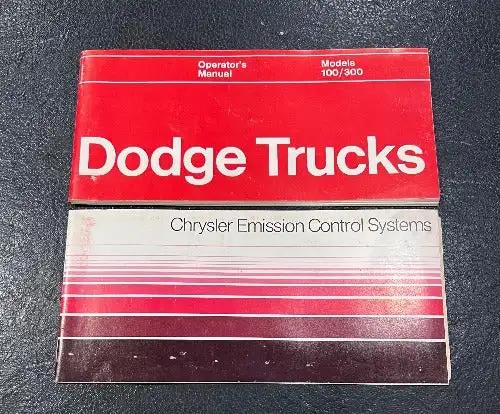 Operator's Models
Manual 100/300
Dodge Trucks
Chrysler Emission Control Systems